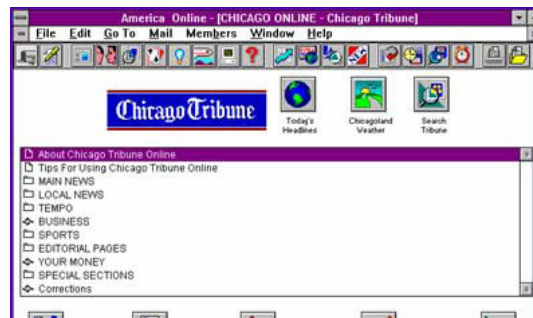 America Online - [CHICAGO ONLINE - Chicago Tribune]
File Edit Go To Mail Members Window Help
Chicago Tribune
Today's Headlines
Chicagoland Weather
Search Tribune
About Chicago Tribune Online
Tips For Using Chicago Tribune Online
MAIN NEWS
LOCAL NEWS
TEMPO
BUSINESS
SPORTS
EDITORIAL PAGES
YOUR MONEY
SPECIAL SECTIONS
Corrections